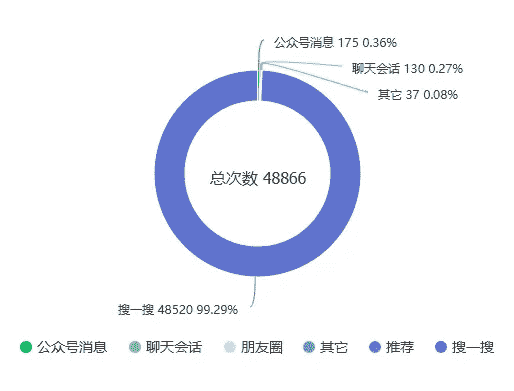 公众号消息 175 0.36%
聊天会话 130 0.27%
其它 37 0.08%
总次数 48866
搜一搜 48520 99.29%
公众号消息 聊天会话 朋友圈 其它 推荐 搜一搜